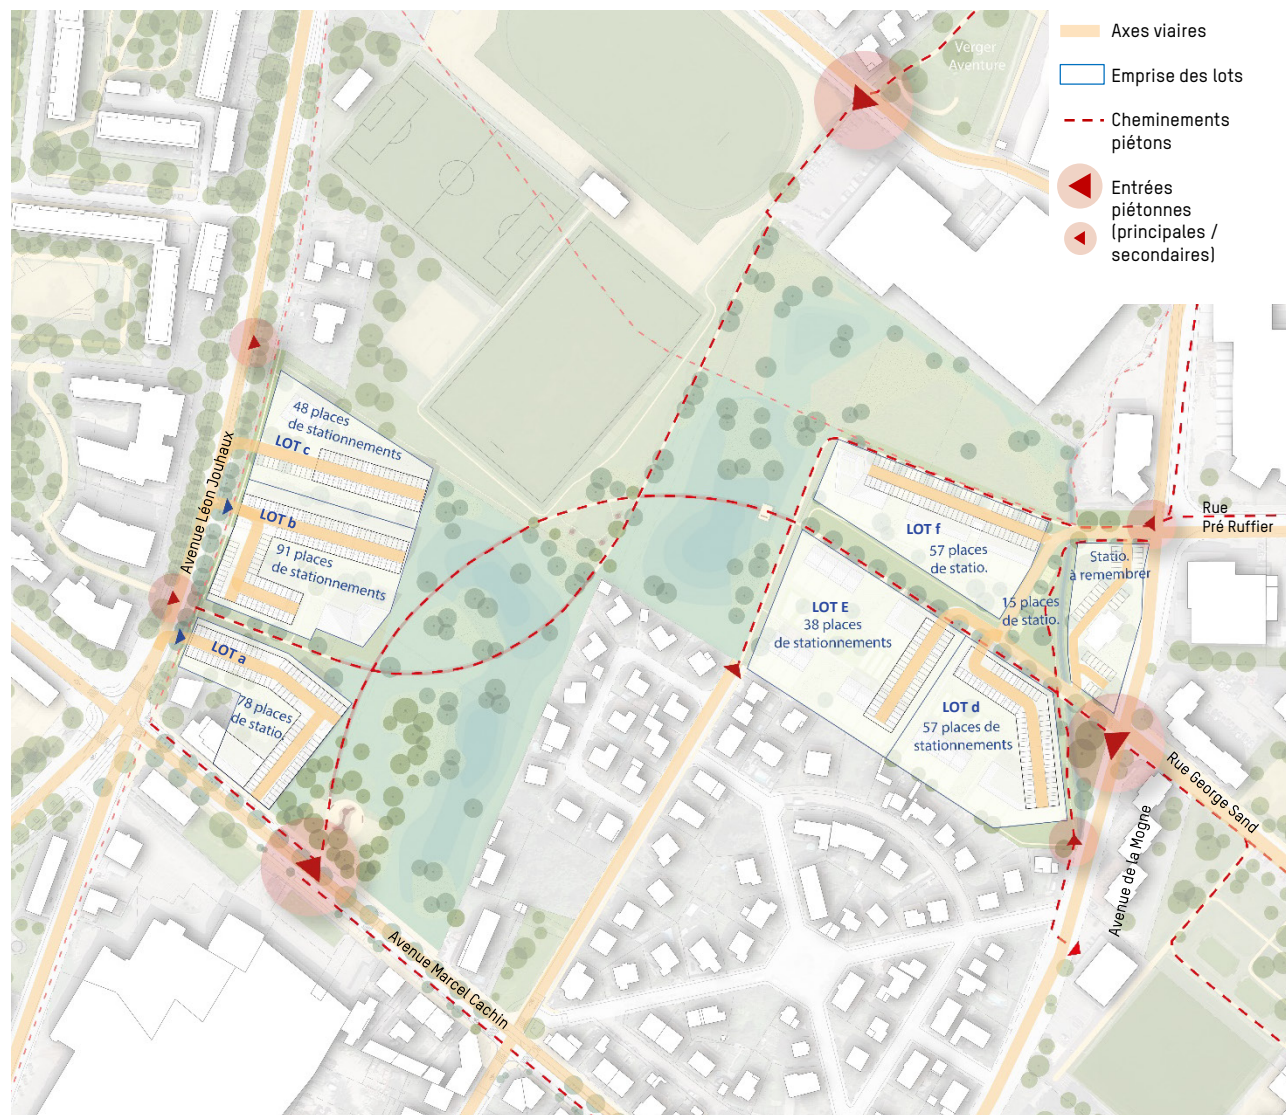 Verger
Aventure
Axes viaires
Emprise des lots
Cheminements
piétons
Entrées
piétonnes
(principales /
secondaires)
48 places
de stationnements
LOT c
Avenue Léon Jouhaux
LOT b
91 places
de stationnements
LOT a
78 places
de statio.
LOT f
57 places
de statio.
Rue
Pré Ruffier
Statio.
à remembrer
15 places
de statio.
LOT E
38 places
de stationnements
LOT d
57 places de
stationnements
Rue George Sand
Avenue de la Mogne
Avenue Marcel Cachin